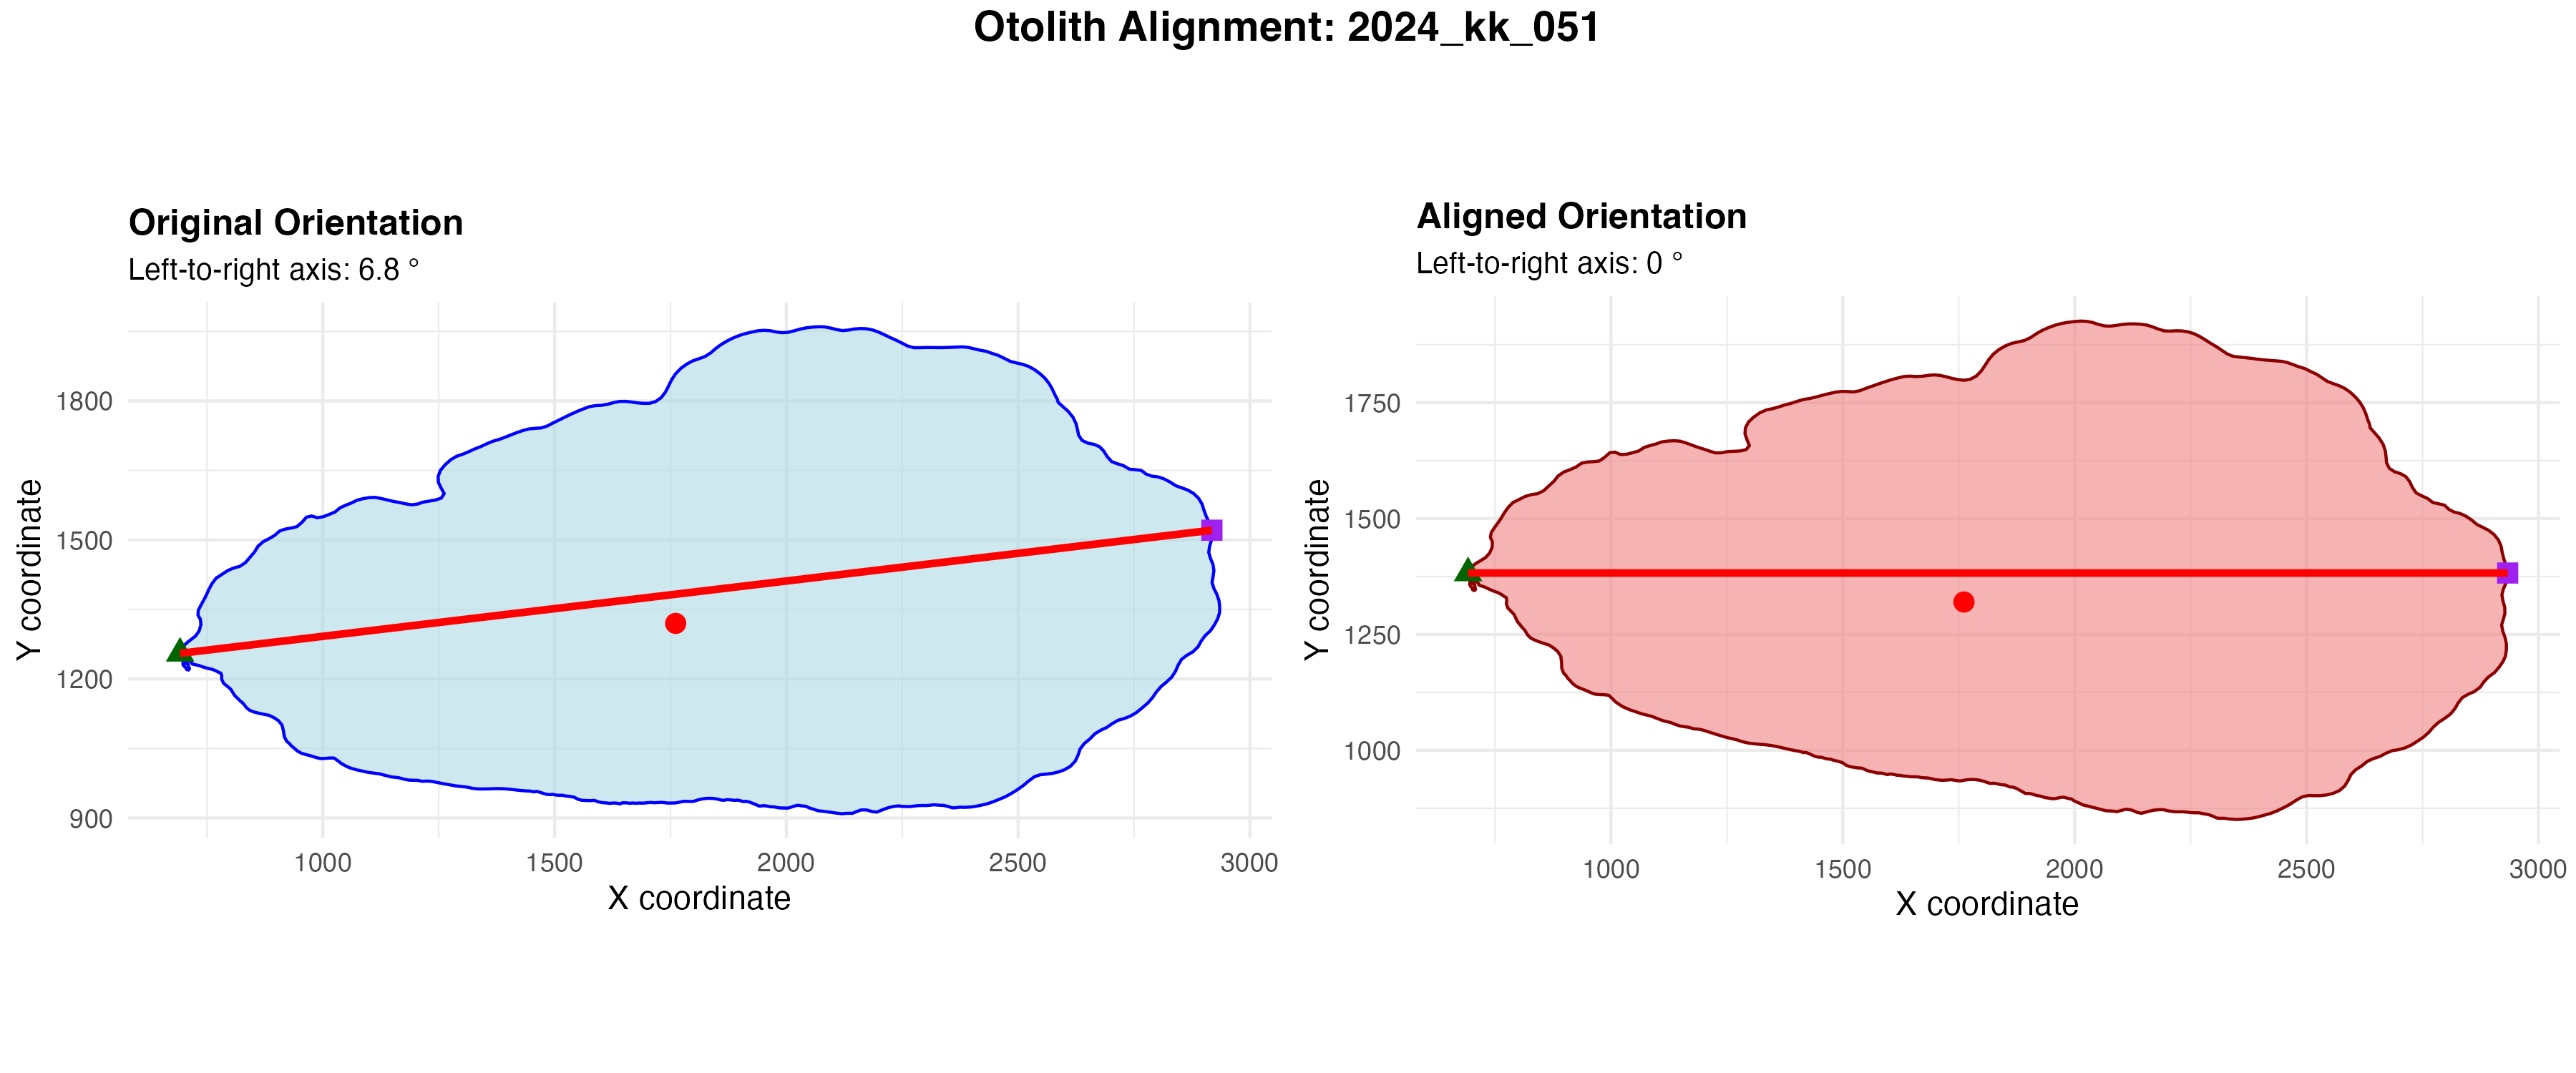 Otolith Alignment: 2024_kk_051
Original Orientation
Left-to-right axis: 6.8 °
Y coordinate
1800
1500
1200
900
1000 1500 2000 2500 3000
X coordinate
Aligned Orientation
Left-to-right axis: 0 °
Y coordinate
1750
1500
1250
1000
1000 1500 2000 2500 3000
X coordinate